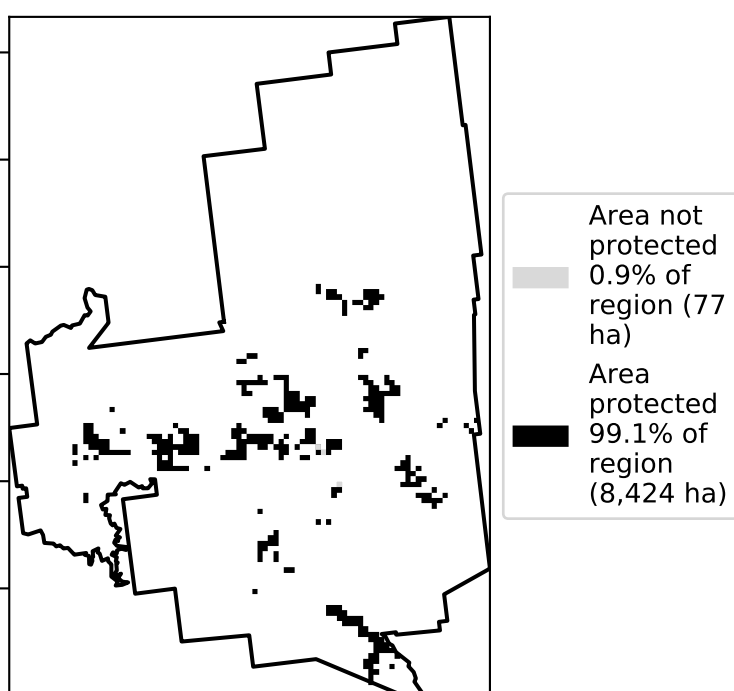 Area not
protected
0.9% of
region (77
ha)
Area
protected
99.1% of
region
(8,424 ha)